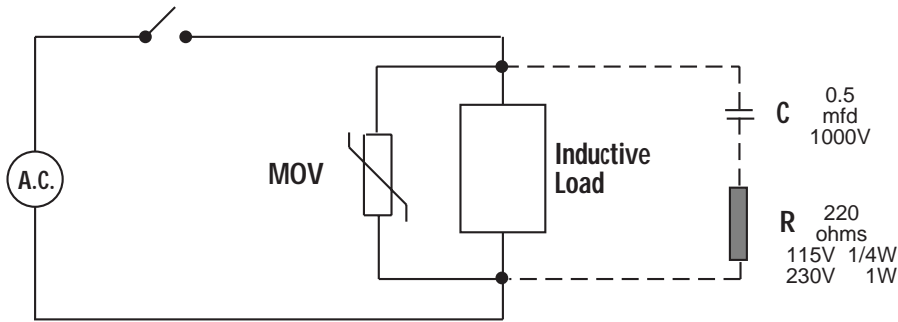 A.C.
MOV
Inductive
Load
C
0.5
mfd
1000V
R
220
ohms
115V 1/4W
230V 1W